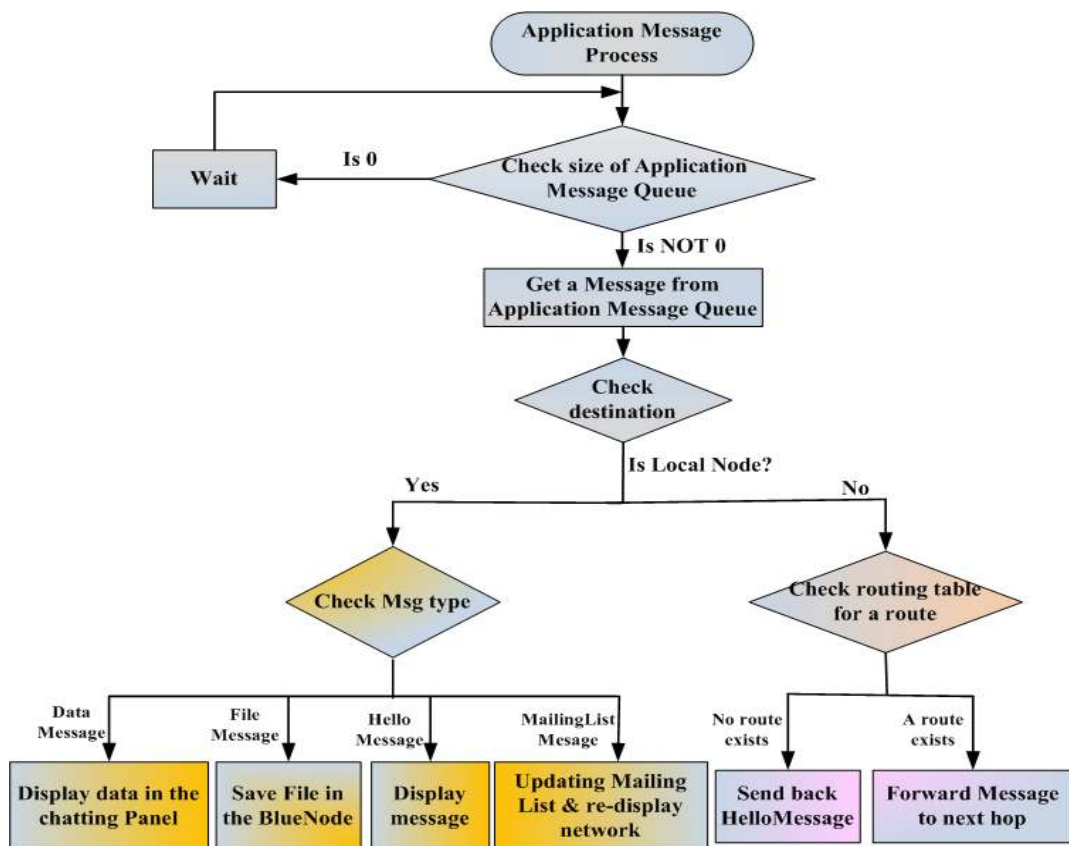 Application Message
Process
Is 0
Wait
Check size of Application
Message Queue
Is NOT 0
Get a Message from
Application Message Queue
Check
destination
Is Local Node?
Yes
No
Check Msg type
Check routing table
for a route
Data
Message
File
Message
Hello
Message
MailingList
Mesage
No route
exists
A route
exists
Display data in the
chatting Panel
Save File in
the BlueNode
Display
message
Updating Mailing
List & re-display
network
Send back
HelloMessage
Forward Message
to next hop